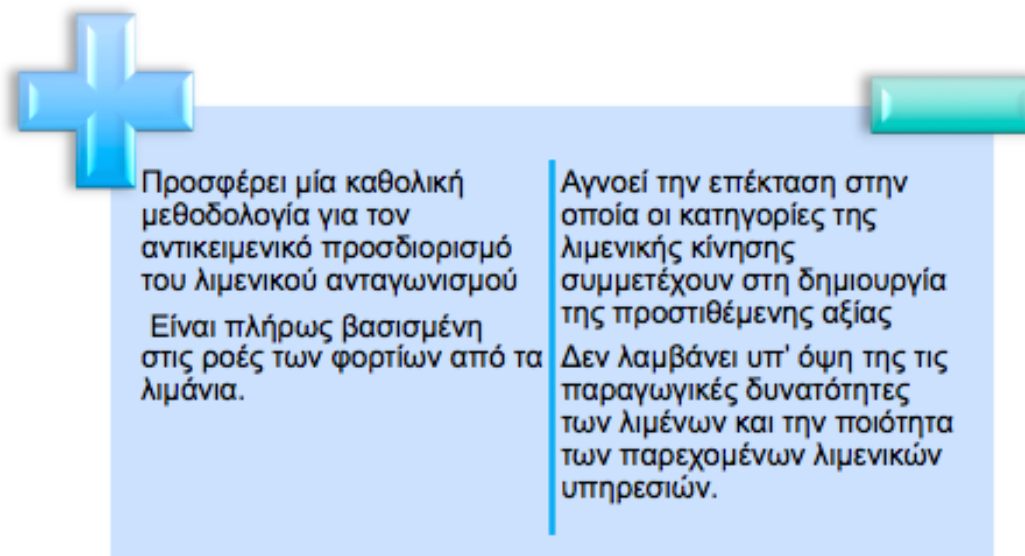 Προσφέρει μία καθολική
μεθοδολογία για τον
αντικειμενικό προσδιορισμό
του λιμενικού ανταγωνισμού
Είναι πλήρως βασισμένη
στις ροές των φορτίων από τα
λιμάνια.
Αγνοεί την επέκταση στην
οποία οι κατηγορίες της
λιμενικής κίνησης
συμμετέχουν στη δημιουργία
της προστιθέμενης αξίας
Δεν λαμβάνει υπ' όψη της τις
παραγωγικές δυνατότητες
των λιμένων και την ποιότητα
των παρεχομένων λιμενικών
υπηρεσιών.